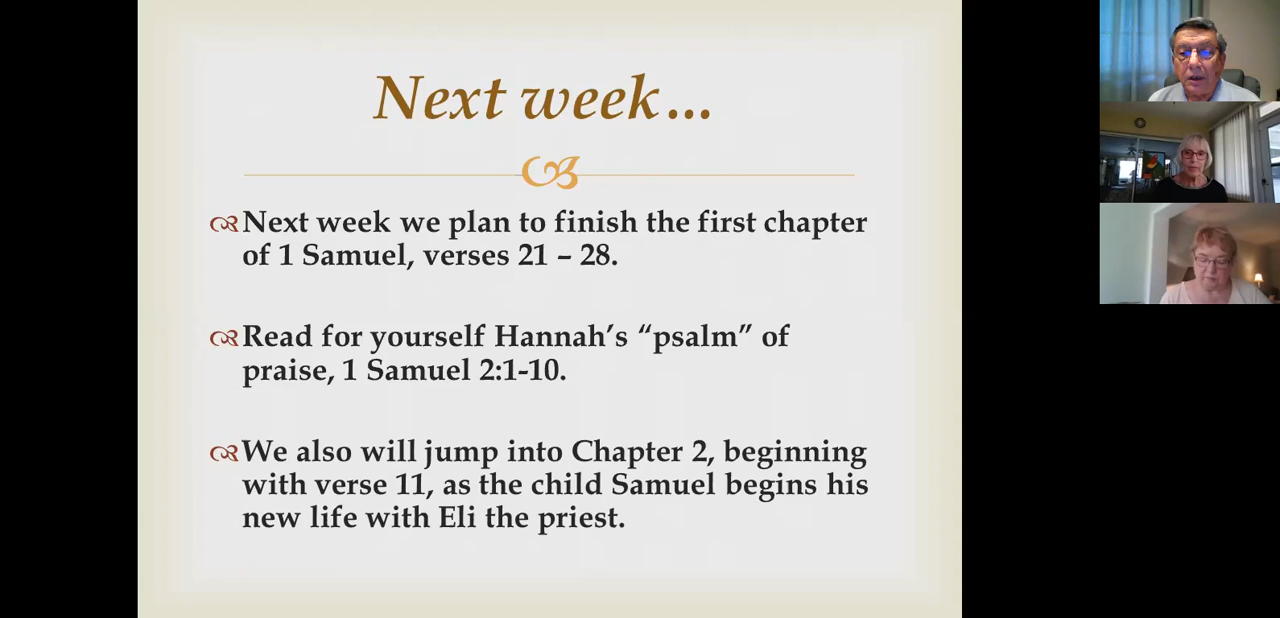 Next week…
Next week we plan to finish the first chapter
of 1 Samuel, verses 21 – 28.
Read for yourself Hannah’s “psalm” of
praise, 1 Samuel 2:1-10.
We also will jump into Chapter 2, beginning
with verse 11, as the child Samuel begins his
new life with Eli the priest.